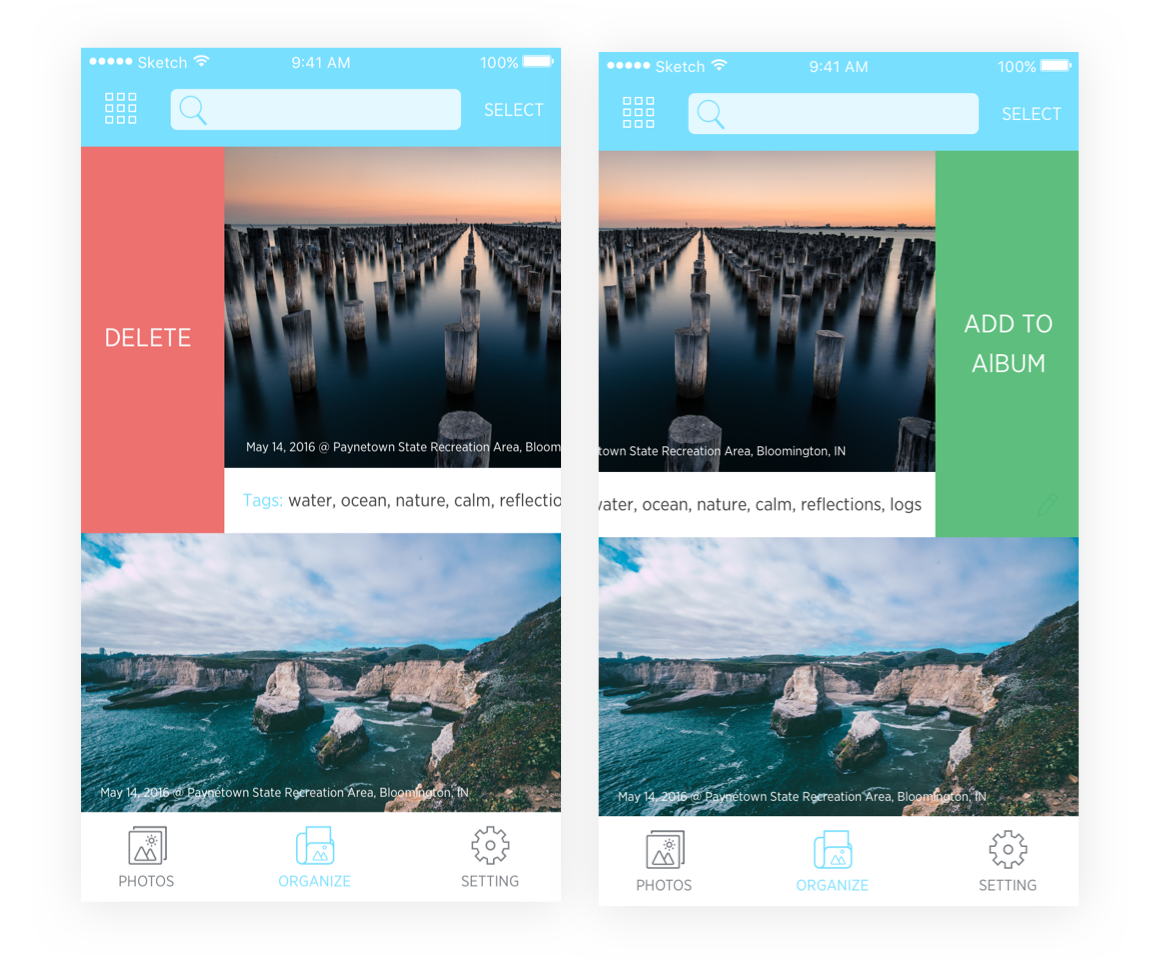 Sketch 9:41 AM 100%
SELECT
DELETE
May 14, 2016 @ Paynetown State Recreation Area, Bloom
Tags: water, ocean, nature, calm, reflectio
May 14, 2016 @ Paynetown State Recreation Area, Bloomington, IN
PHOTOS ORGANIZE SETTING
Sketch 9:41 AM 100%
SELECT
ADD TO
AIBUM
town State Recreation Area, Bloomington, IN
water, ocean, nature, calm, reflections, logs
May 14, 2016 @ Paynetown State Recreation Area, Bloomington, IN
PHOTOS ORGANIZE SETTING